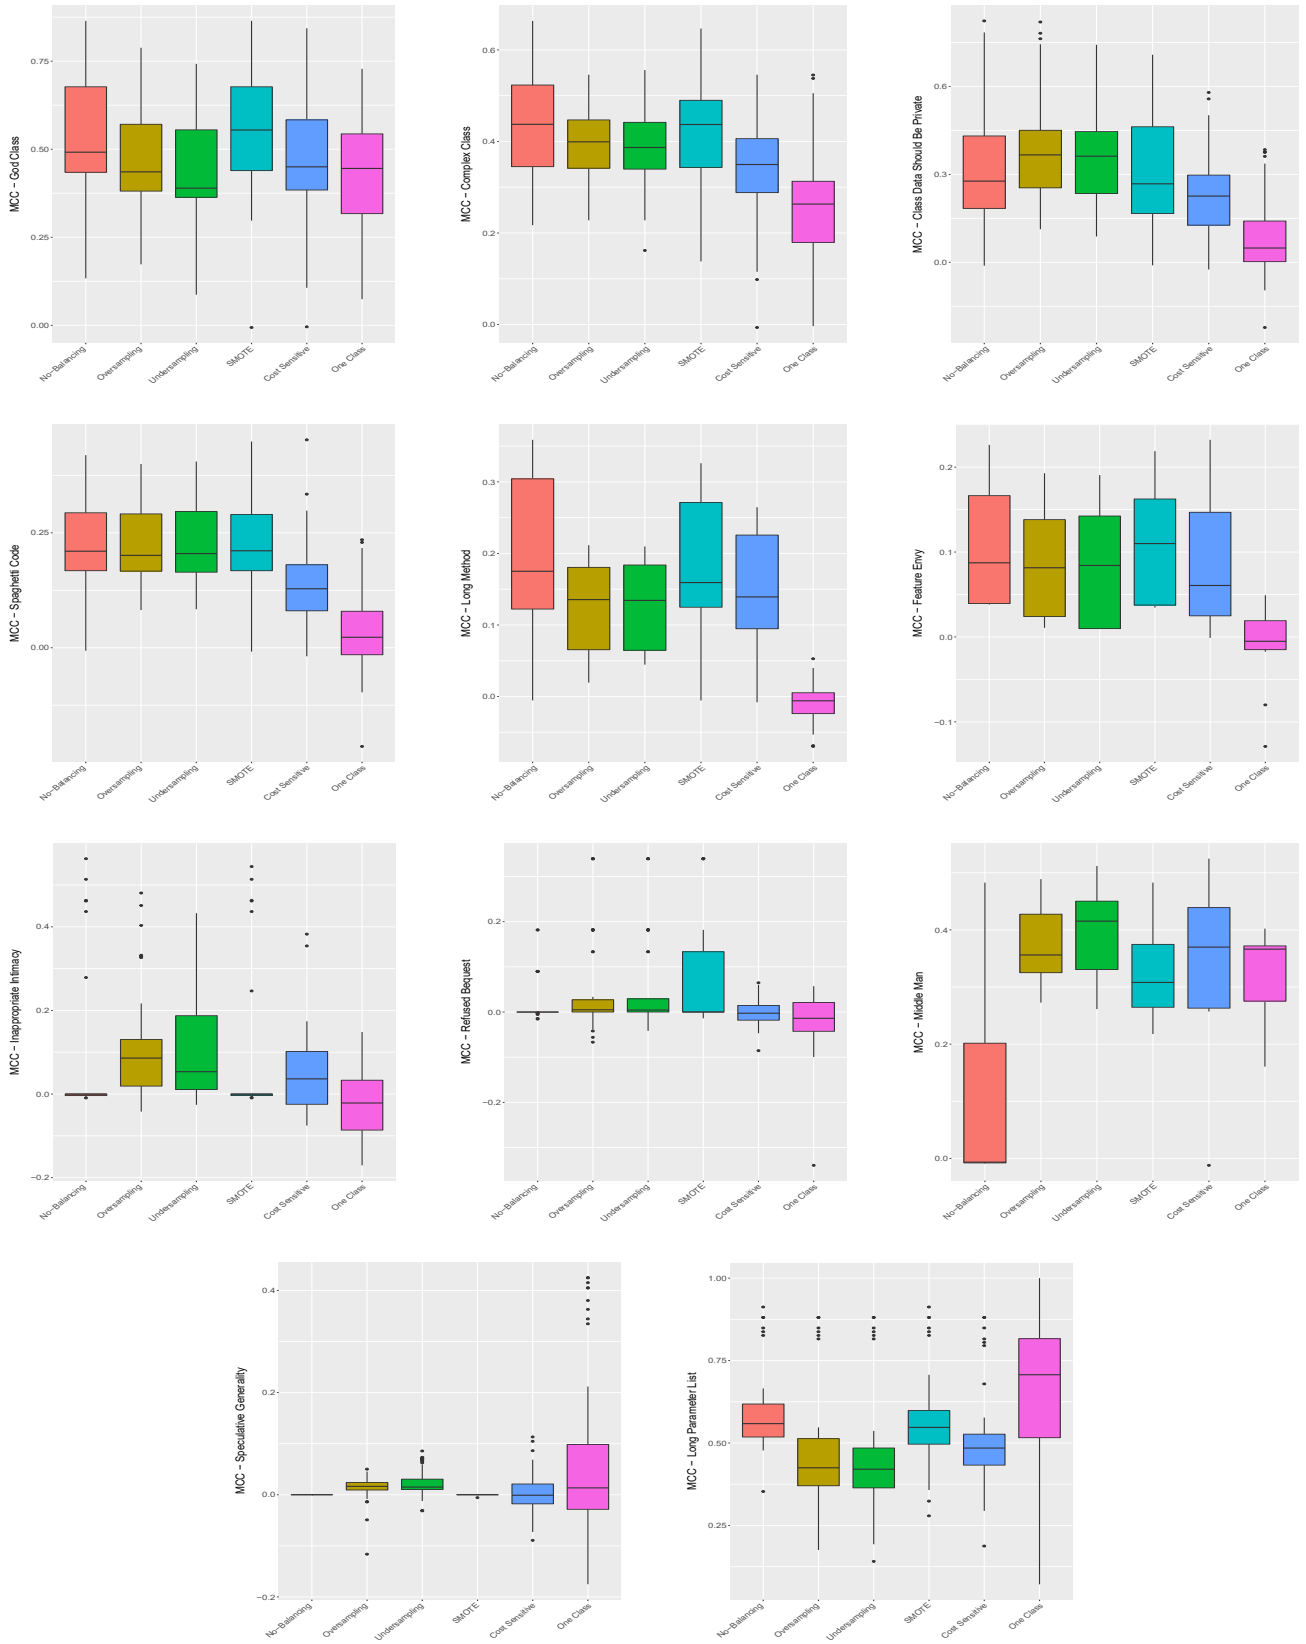 MCC − God Class
0.75
0.50
0.25
0.00
No−Balancing
Oversampling
Undersampling
SMOTE
Cost Sensitive
One Class
MCC − Complex Class
0.6
0.4
0.2
0.0
No−Balancing
Oversampling
Undersampling
SMOTE
Cost Sensitive
One Class
MCC − Class Data Should Be Private
0.6
0.3
0.0
No−Balancing
Oversampling
Undersampling
SMOTE
Cost Sensitive
One Class
MCC − Spaghetti Code
0.25
0.00
No−Balancing
Oversampling
Undersampling
SMOTE
Cost Sensitive
One Class
MCC − Long Method
0.3
0.2
0.1
0.0
No−Balancing
Oversampling
Undersampling
SMOTE
Cost Sensitive
One Class
MCC − Feature Envy
0.2
0.1
0.0
−0.1
No−Balancing
Oversampling
Undersampling
SMOTE
Cost Sensitive
One Class
MCC − Inappropriate Intimacy
0.4
0.2
0.0
−0.2
No−Balancing
Oversampling
Undersampling
SMOTE
Cost Sensitive
One Class
MCC − Refused Bequest
0.2
0.0
−0.2
No−Balancing
Oversampling
Undersampling
SMOTE
Cost Sensitive
One Class
MCC − Middle Man
0.4
0.2
0.0
No−Balancing
Oversampling
Undersampling
SMOTE
Cost Sensitive
One Class
MCC − Speculative Generality
0.4
0.2
0.0
−0.2
No−Balancing
Oversampling
Undersampling
SMOTE
Cost Sensitive
One Class
MCC − Long Parameter List
1.00
0.75
0.50
0.25
No−Balancing
Oversampling
Undersampling
SMOTE
Cost Sensitive
One Class